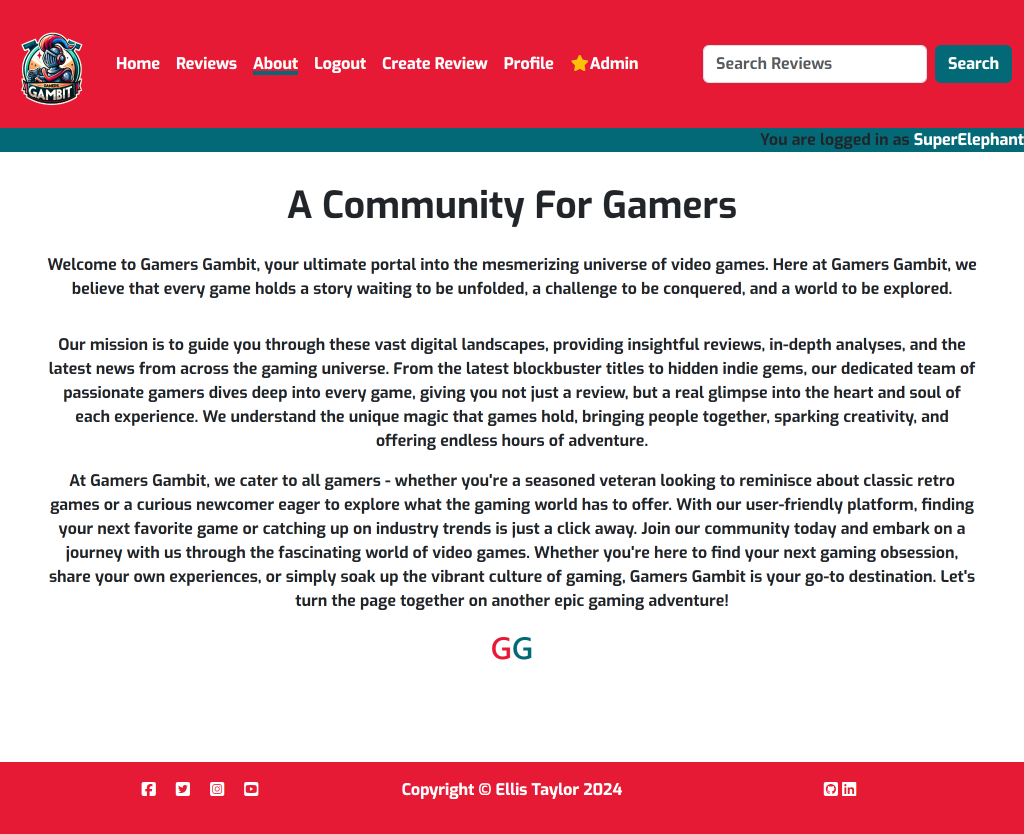 GAMERS
GAMBIT
Home Reviews About Logout Create Review Profile Admin
Search Reviews
Search
You are logged in as SuperElephant
A Community For Gamers
Welcome to Gamers Gambit, your ultimate portal into the mesmerizing universe of video games. Here at Gamers Gambit, we
believe that every game holds a story waiting to be unfolded, a challenge to be conquered, and a world to be explored.
Our mission is to guide you through these vast digital landscapes, providing insightful reviews, in-depth analyses, and the
latest news from across the gaming universe. From the latest blockbuster titles to hidden indie gems, our dedicated team of
passionate gamers dives deep into every game, giving you not just a review, but a real glimpse into the heart and soul of
each experience. We understand the unique magic that games hold, bringing people together, sparking creativity, and
offering endless hours of adventure.
At Gamers Gambit, we cater to all gamers - whether you're a seasoned veteran looking to reminisce about classic retro
games or a curious newcomer eager to explore what the gaming world has to offer. With our user-friendly platform, finding
your next favorite game or catching up on industry trends is just a click away. Join our community today and embark on a
journey with us through the fascinating world of video games. Whether you're here to find your next gaming obsession,
share your own experiences, or simply soak up the vibrant culture of gaming, Gamers Gambit is your go-to destination. Let's
turn the page together on another epic gaming adventure!
GG
Copyright © Ellis Taylor 2024